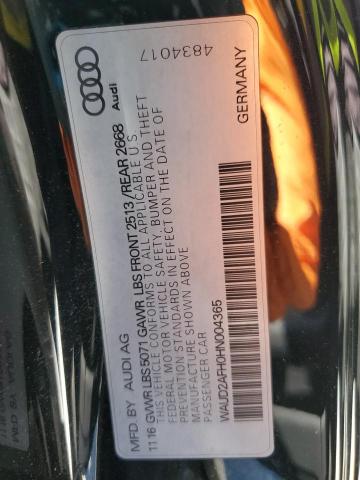 MFD. BY AUDI AG
11 16 GVWR LBS 5071 GAWR LBS FRONT 2513 / REAR 2668
THIS VEHICLE CONFORMS TO ALL APPLICABLE U.S.
FEDERAL MOTOR VEHICLE SAFETY, BUMPER AND THEFT
PREVENTION STANDARDS IN EFFECT ON THE DATE OF
MANUFACTURE SHOWN ABOVE
PASSENGER CAR
WAUD2AFH0HN004365
GERMANY
Audi
4834017